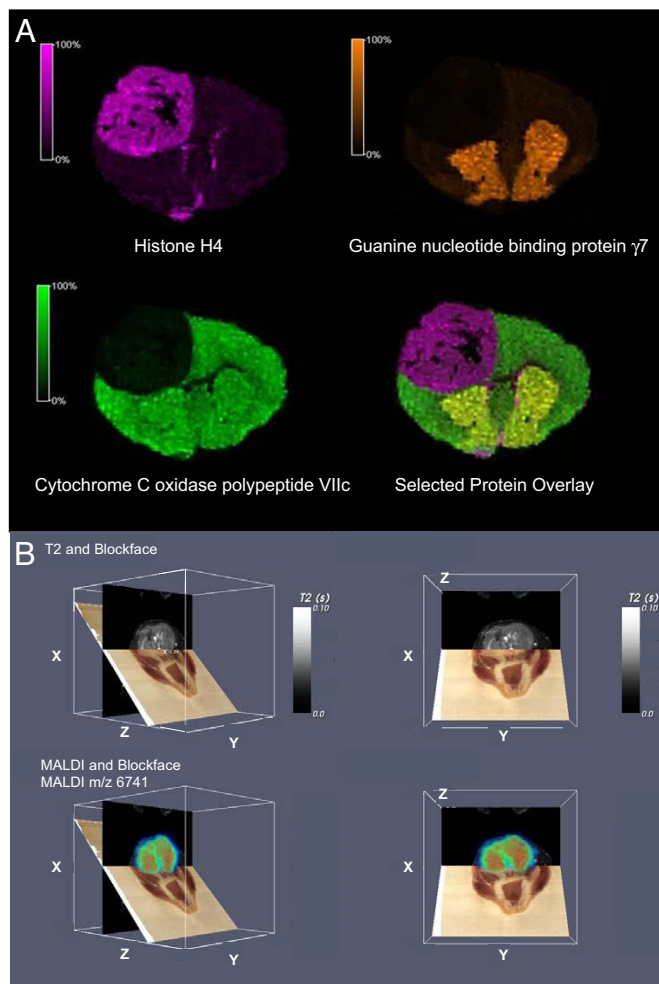 A
100%
0%
Histone H4
100%
0%
Guanine nucleotide binding protein γ7
100%
0%
Cytochrome C oxidase polypeptide VIIc
Selected Protein Overlay
B
T2 and Blockface
X
Z
Y
T2 (s)
0.10
0.0
Z
X
Y
T2 (s)
0.10
0.0
MALDI and Blockface
MALDI m/z 6741
X
Z
Y
Z
X
Y